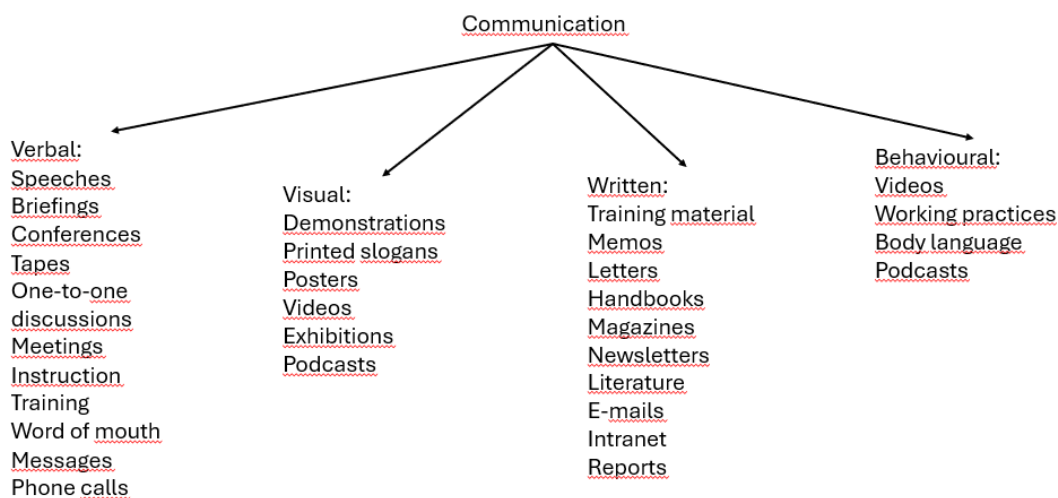 Communication
Verbal:
Speeches
Briefings
Conferences
Tapes
One-to-one
discussions
Meetings
Instruction
Training
Word of mouth
Messages
Phone calls
Visual:
Demonstrations
Printed slogans
Posters
Videos
Exhibitions
Podcasts
Written:
Training material
Memos
Letters
Handbooks
Magazines
Newsletters
Literature
E-mails
Intranet
Reports
Behavioural:
Videos
Working practices
Body language
Podcasts